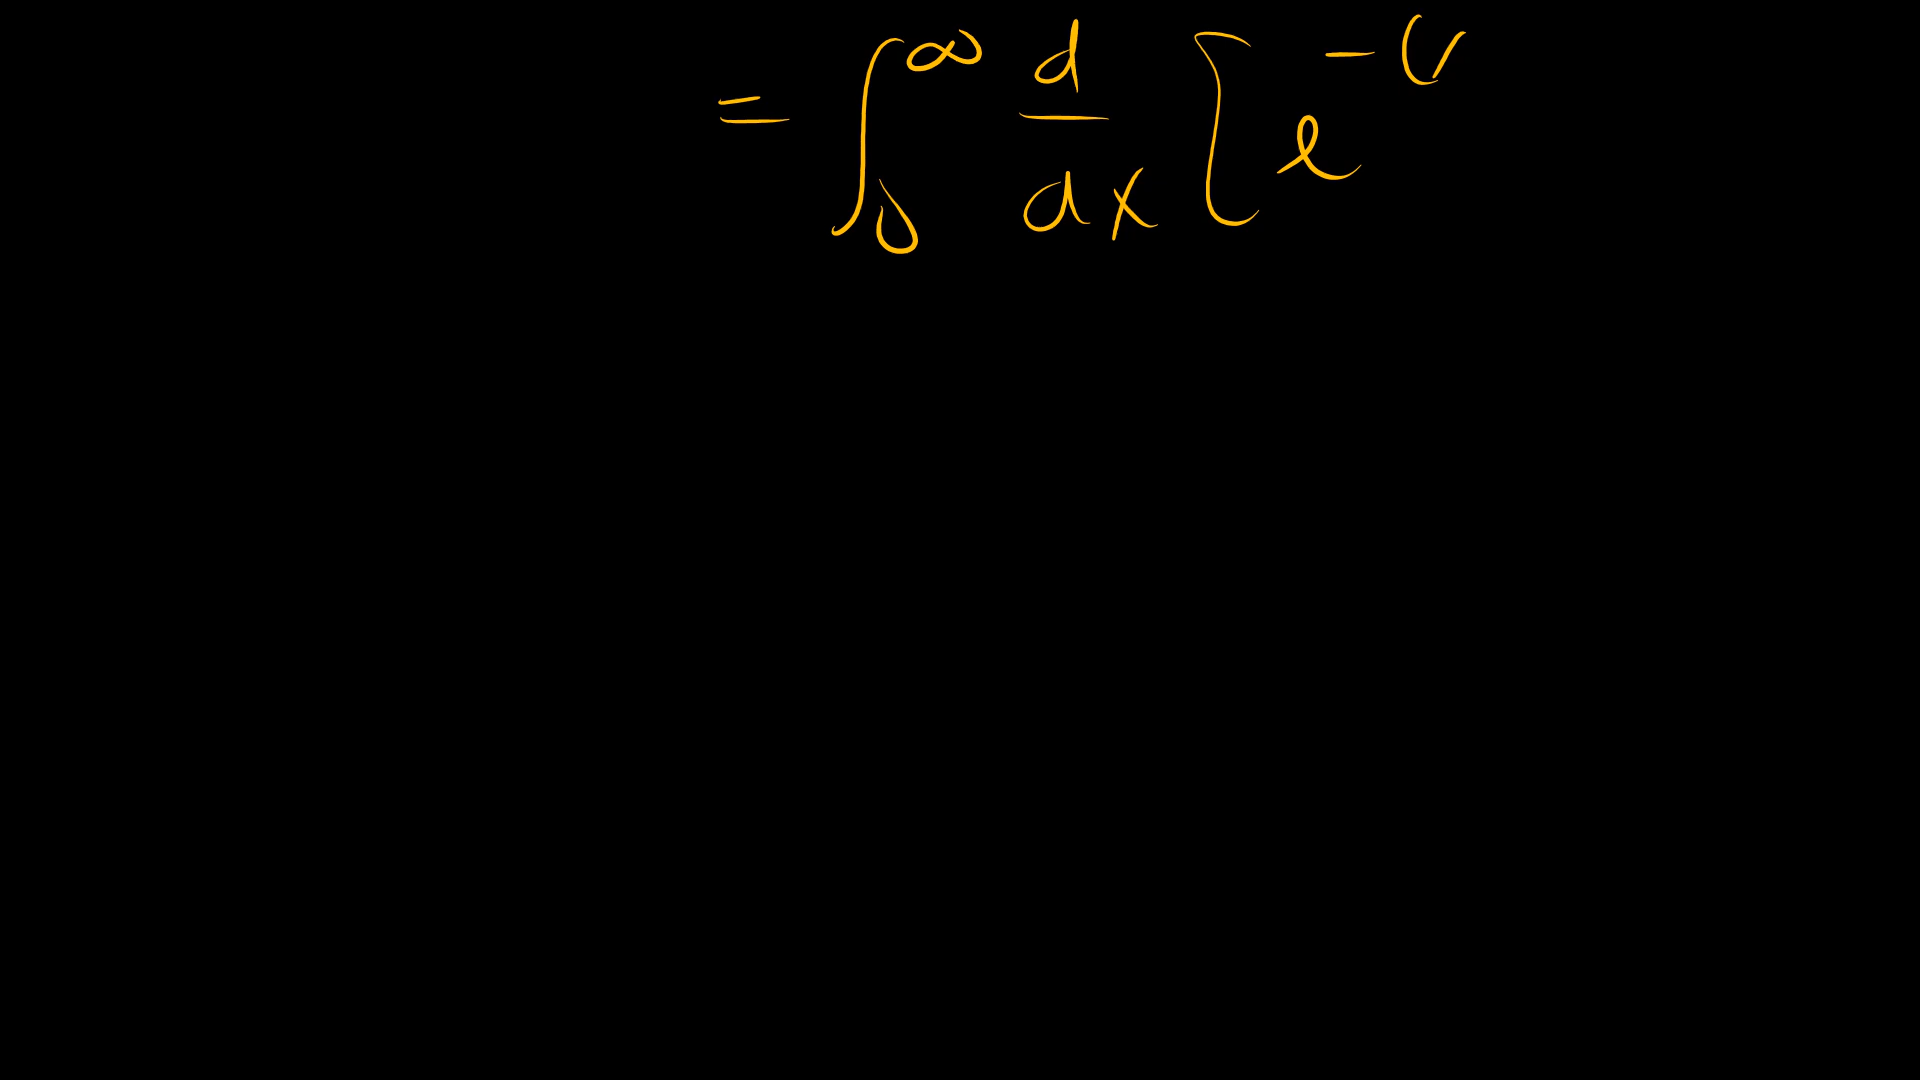 = ∫₀^∞ d/dx [ e^-(